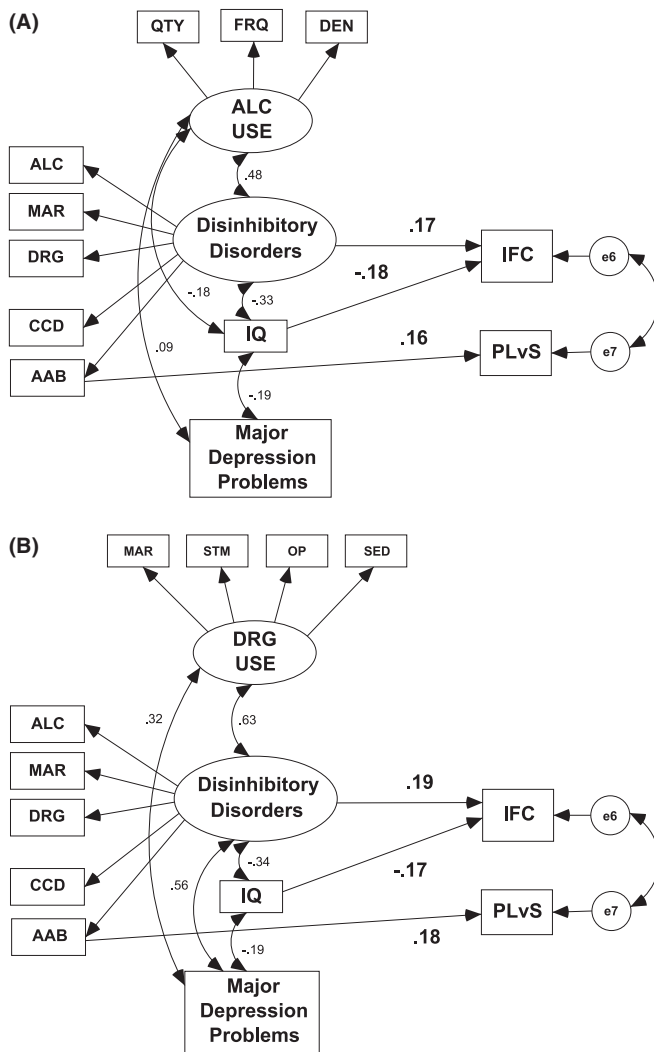 (A)
QTY
FRQ
DEN
ALC
USE
ALC
.48
MAR
Disinhibitory
Disorders
.17
DRG
IFC
e6
-.18
-.18
-.33
CCD
IQ
.16
.09
PLvS
e7
AAB
-.19
Major
Depression
Problems
(B)
MAR
STM
OP
SED
DRG
USE
.32
ALC
.63
MAR
Disinhibitory
Disorders
.19
DRG
IFC
e6
-.34
-.17
CCD
.56
IQ
PLvS
e7
AAB
.18
-.19
Major
Depression
Problems